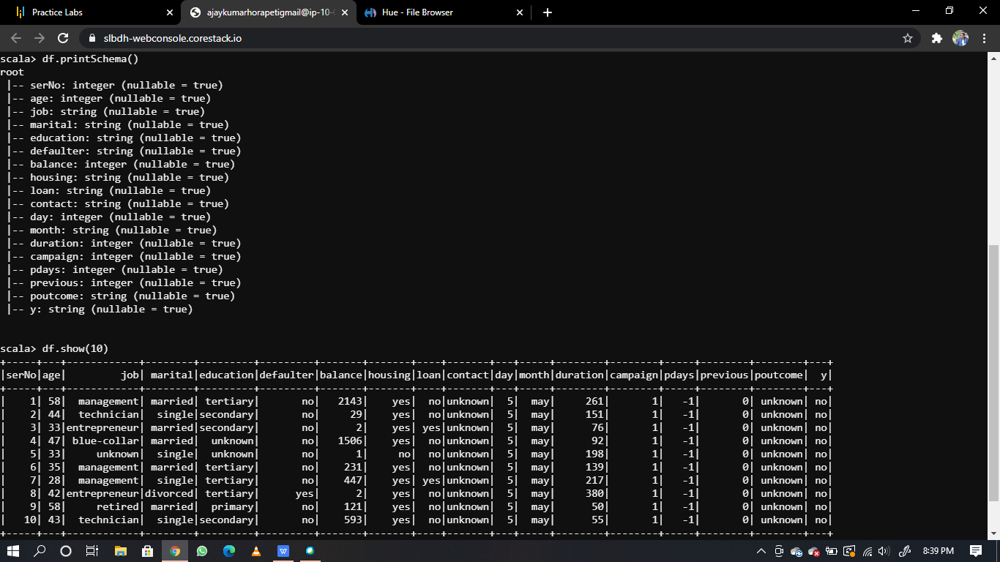 Practice Labs
ajaykumarhorapetigmail@ip-10-
Hue - File Browser
slbdh-webconsole.corestack.io
scala> df.printSchema()
root
 |-- serNo: integer (nullable = true)
 |-- age: integer (nullable = true)
 |-- job: string (nullable = true)
 |-- marital: string (nullable = true)
 |-- education: string (nullable = true)
 |-- defaulter: string (nullable = true)
 |-- balance: integer (nullable = true)
 |-- housing: string (nullable = true)
 |-- loan: string (nullable = true)
 |-- contact: string (nullable = true)
 |-- day: integer (nullable = true)
 |-- month: string (nullable = true)
 |-- duration: integer (nullable = true)
 |-- campaign: integer (nullable = true)
 |-- pdays: integer (nullable = true)
 |-- previous: integer (nullable = true)
 |-- poutcome: string (nullable = true)
 |-- y: string (nullable = true)
scala> df.show(10)
+-----+---+------------+--------+---------+---------+-------+-------+----+-------+---+-----+--------+--------+-----+--------+--------+---+
|serNo|age|         job| marital|education|defaulter|balance|housing|loan|contact|day|month|duration|campaign|pdays|previous|poutcome|  y|
+-----+---+------------+--------+---------+---------+-------+-------+----+-------+---+-----+--------+--------+-----+--------+--------+---+
|    1| 58|  management| married| tertiary|       no|   2143|    yes|  no|unknown|  5|  may|     261|       1|   -1|       0| unknown| no|
|    2| 44|  technician|  single|secondary|       no|     29|    yes|  no|unknown|  5|  may|     151|       1|   -1|       0| unknown| no|
|    3| 33|entrepreneur| married|secondary|       no|      2|    yes| yes|unknown|  5|  may|      76|       1|   -1|       0| unknown| no|
|    4| 47| blue-collar| married|  unknown|       no|   1506|    yes|  no|unknown|  5|  may|      92|       1|   -1|       0| unknown| no|
|    5| 33|     unknown|  single|  unknown|       no|      1|     no|  no|unknown|  5|  may|     198|       1|   -1|       0| unknown| no|
|    6| 35|  management| married| tertiary|       no|    231|    yes|  no|unknown|  5|  may|     139|       1|   -1|       0| unknown| no|
|    7| 28|  management|  single| tertiary|       no|    447|    yes| yes|unknown|  5|  may|     217|       1|   -1|       0| unknown| no|
|    8| 42|entrepreneur|divorced| tertiary|      yes|      2|    yes|  no|unknown|  5|  may|     380|       1|   -1|       0| unknown| no|
|    9| 58|     retired| married|  primary|       no|    121|    yes|  no|unknown|  5|  may|      50|       1|   -1|       0| unknown| no|
|   10| 43|  technician|  single|secondary|       no|    593|    yes|  no|unknown|  5|  may|      55|       1|   -1|       0| unknown| no|
+-----+---+------------+--------+---------+---------+-------+-------+----+-------+---+-----+--------+--------+-----+--------+--------+---+
8:39 PM